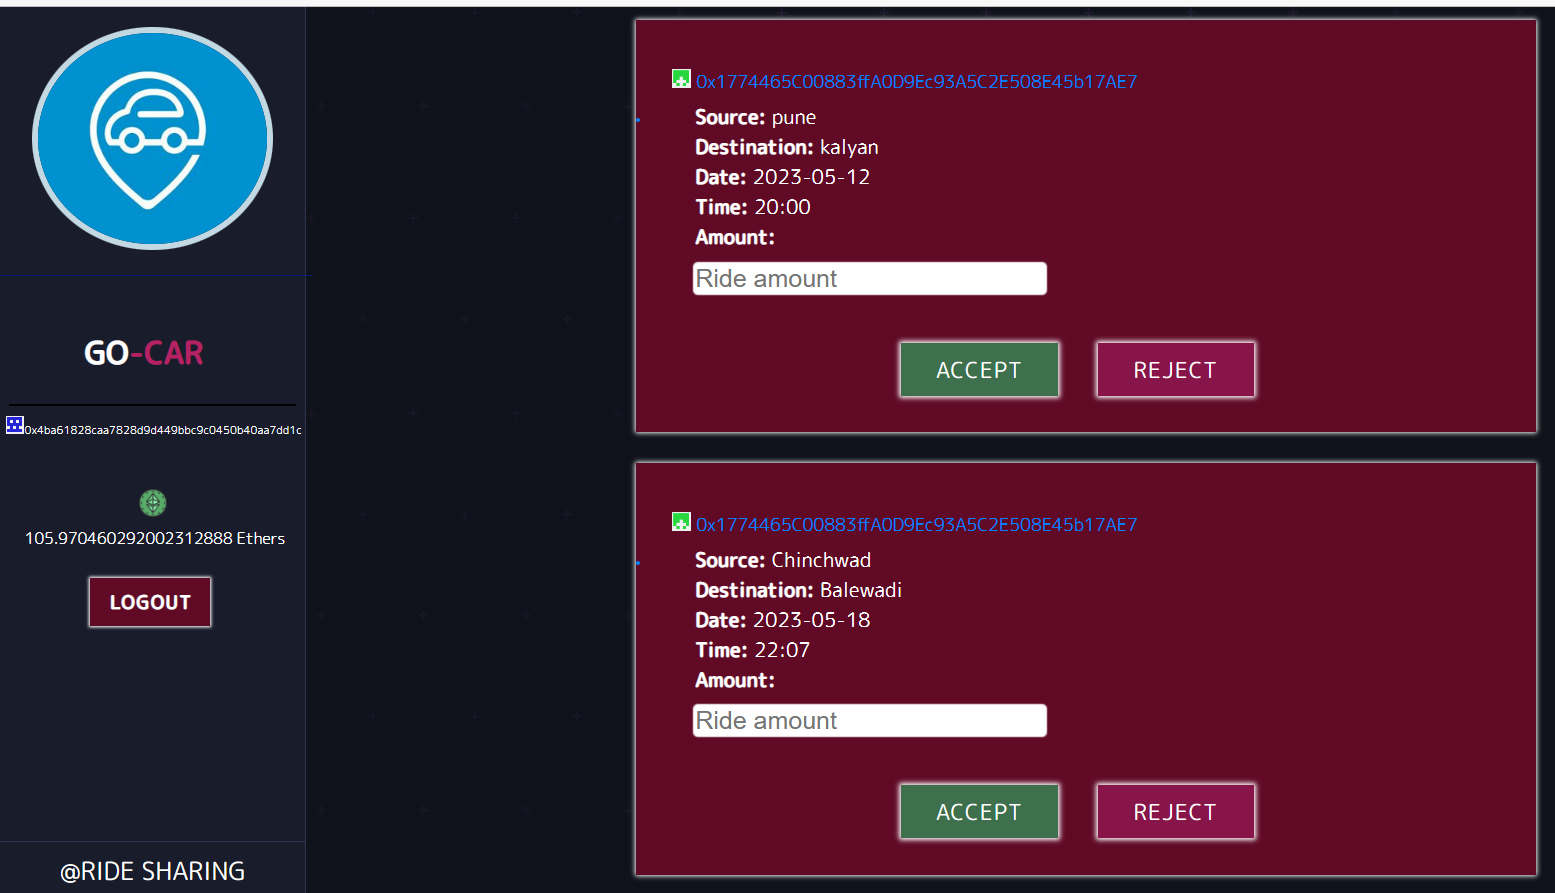 GO-CAR
0x4ba61828caa7828d9d449bbc9c0450b40aa7dd1c
105.970460292002312888 Ethers
LOGOUT
@RIDE SHARING
0x1774465C00883ffA0D9Ec93A5C2E508E45b17AE7
Source: pune
Destination: kalyan
Date: 2023-05-12
Time: 20:00
Amount:
Ride amount
ACCEPT REJECT
0x1774465C00883ffA0D9Ec93A5C2E508E45b17AE7
Source: Chinchwad
Destination: Balewadi
Date: 2023-05-18
Time: 22:07
Amount:
Ride amount
ACCEPT REJECT